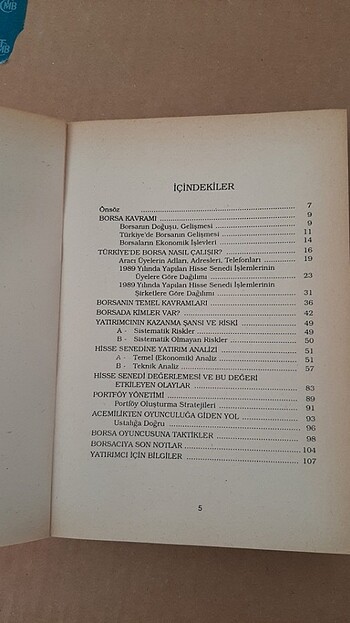 İÇİNDEKİLER
Önsöz ........ 7
BORSA KAVRAMI ........ 9
Borsanın Doğuşu, Gelişmesi ........ 9
Türkiye'de Borsanın Gelişmesi ........ 11
Borsaların Ekonomik İşlevleri ........ 14
TÜRKİYE'DE BORSA NASIL ÇALIŞIR? ........ 16
Aracı Üyelerin Adları, Adresleri, Telefonları ........ 19
1989 Yılında Yapılan Hisse Senedi İşlemlerinin
Üyelere Göre Dağılımı ........ 23
1989 Yılında Yapılan Hisse Senedi İşlemlerinin
Şirketlere Göre Dağılımı ........ 31
BORSANIN TEMEL KAVRAMLARI ........ 36
BORSADA KİMLER VAR? ........ 42
YATIRIMCININ KAZANMA ŞANSI VE RİSKİ ........ 49
A - Sistematik Riskler ........ 49
B - Sistematik Olmayan Riskler ........ 50
HİSSE SENEDİNE YATIRIM ANALİZİ ........ 51
A - Temel (Ekonomik) Analiz ........ 51
B - Teknik Analiz ........ 57
HİSSE SENEDİ DEĞERLEMESİ VE BU DEĞERİ
ETKİLEYEN OLAYLAR ........ 83
PORTFÖY YÖNETİMİ ........ 89
Portföy Oluşturma Stratejileri ........ 91
ACEMİLİKTEN OYUNCULUĞA GİDEN YOL ........ 93
Ustalığa Doğru ........ 96
BORSA OYUNCUSUNA TAKTİKLER ........ 98
BORSACIYA SON NOTLAR ........ 104
YATIRIMCI İÇİN BİLGİLER ........ 107
5